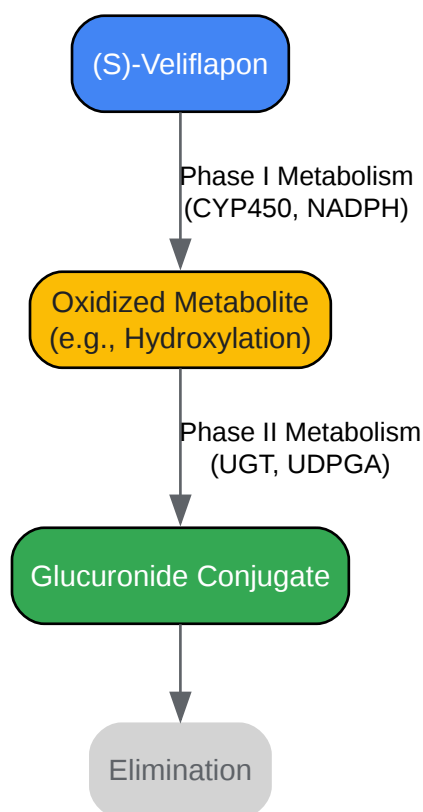 (S)-Veliflapon
Phase I Metabolism
(CYP450, NADPH)
Oxidized Metabolite
(e.g., Hydroxylation)
Phase II Metabolism
(UGT, UDPGA)
Glucuronide Conjugate
Elimination